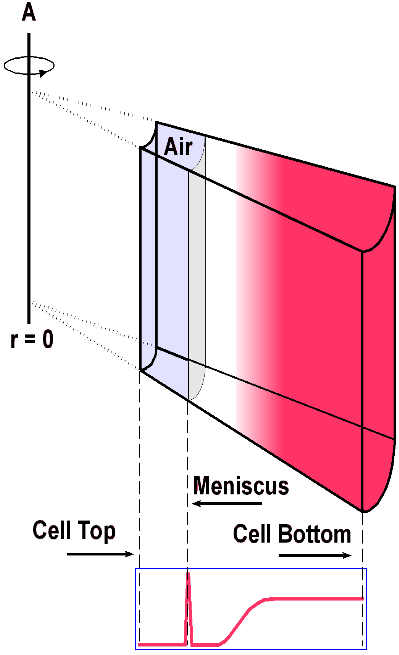 A
Air
r = 0
Meniscus
Cell Top
Cell Bottom